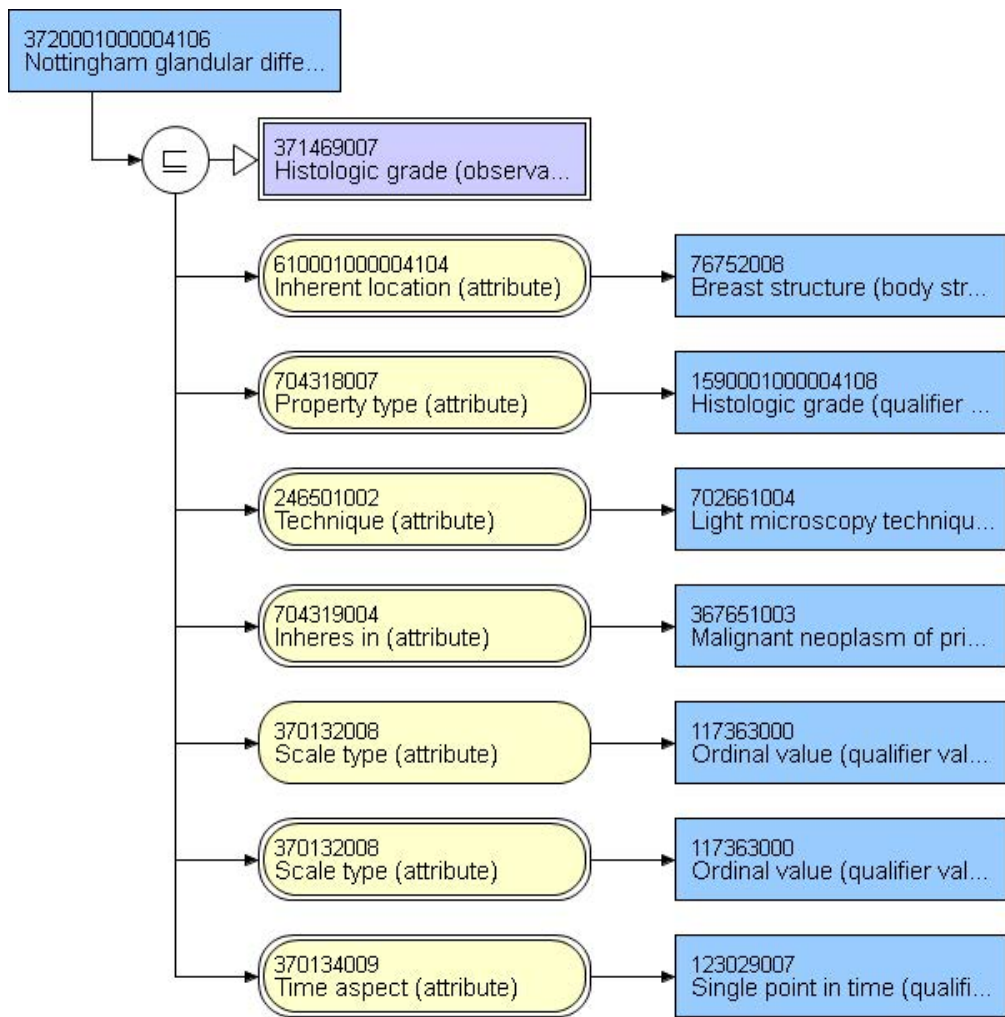 3720001000004106
Nottingham glandular diffe...
⊑
371469007
Histologic grade (observa...
610001000004104
Inherent location (attribute)
76752008
Breast structure (body str...
704318007
Property type (attribute)
1590001000004108
Histologic grade (qualifier ...
246501002
Technique (attribute)
702661004
Light microscopy techniqu...
704319004
Inheres in (attribute)
367651003
Malignant neoplasm of pri...
370132008
Scale type (attribute)
117363000
Ordinal value (qualifier val...
370132008
Scale type (attribute)
117363000
Ordinal value (qualifier val...
370134009
Time aspect (attribute)
123029007
Single point in time (qualifi...